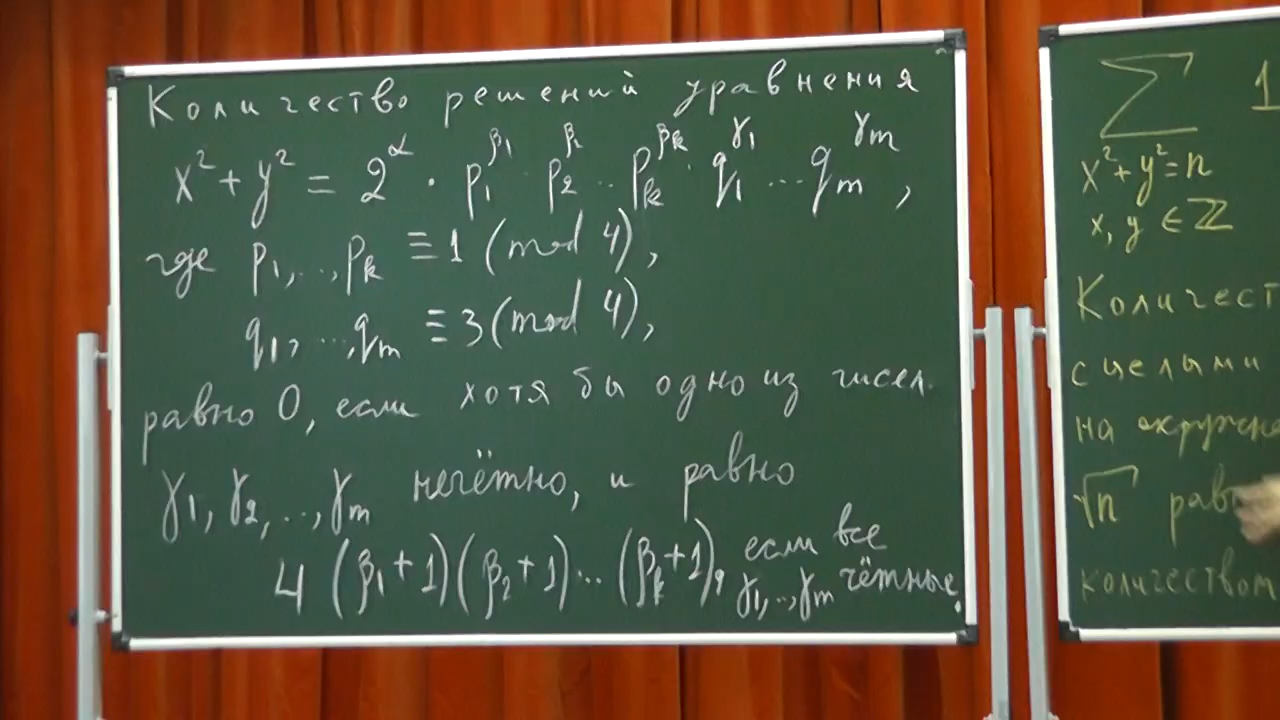 Количество решений уравнения
x² + y² = 2^α · p₁^β₁ · p₂^β₂ ... p_k^β_k · q₁^γ₁ ... q_m^γ_m ,
где p₁,...,p_k ≡ 1 (mod 4),
q₁, ...,q_m ≡ 3 (mod 4),
равно 0, если хотя бы одно из чисел
γ₁, γ₂, ..., γ_m нечётно, и равно
4 (β₁+1)(β₂+1)...(β_k+1), если все
γ₁,..,γ_m чётные.
∑ 1
x²+y²=n
x, y ∈ ℤ
Количест
с целыми
на окружно
√n рав
количеством